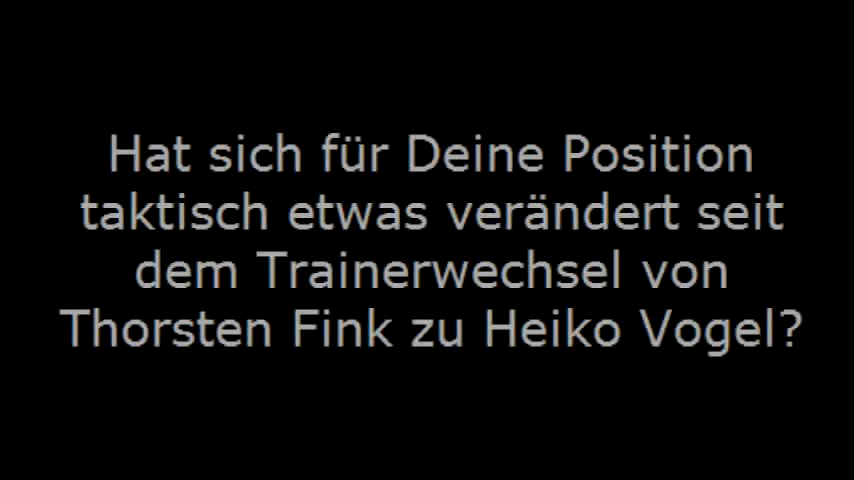 Hat sich für Deine Position
taktisch etwas verändert seit
dem Trainerwechsel von
Thorsten Fink zu Heiko Vogel?